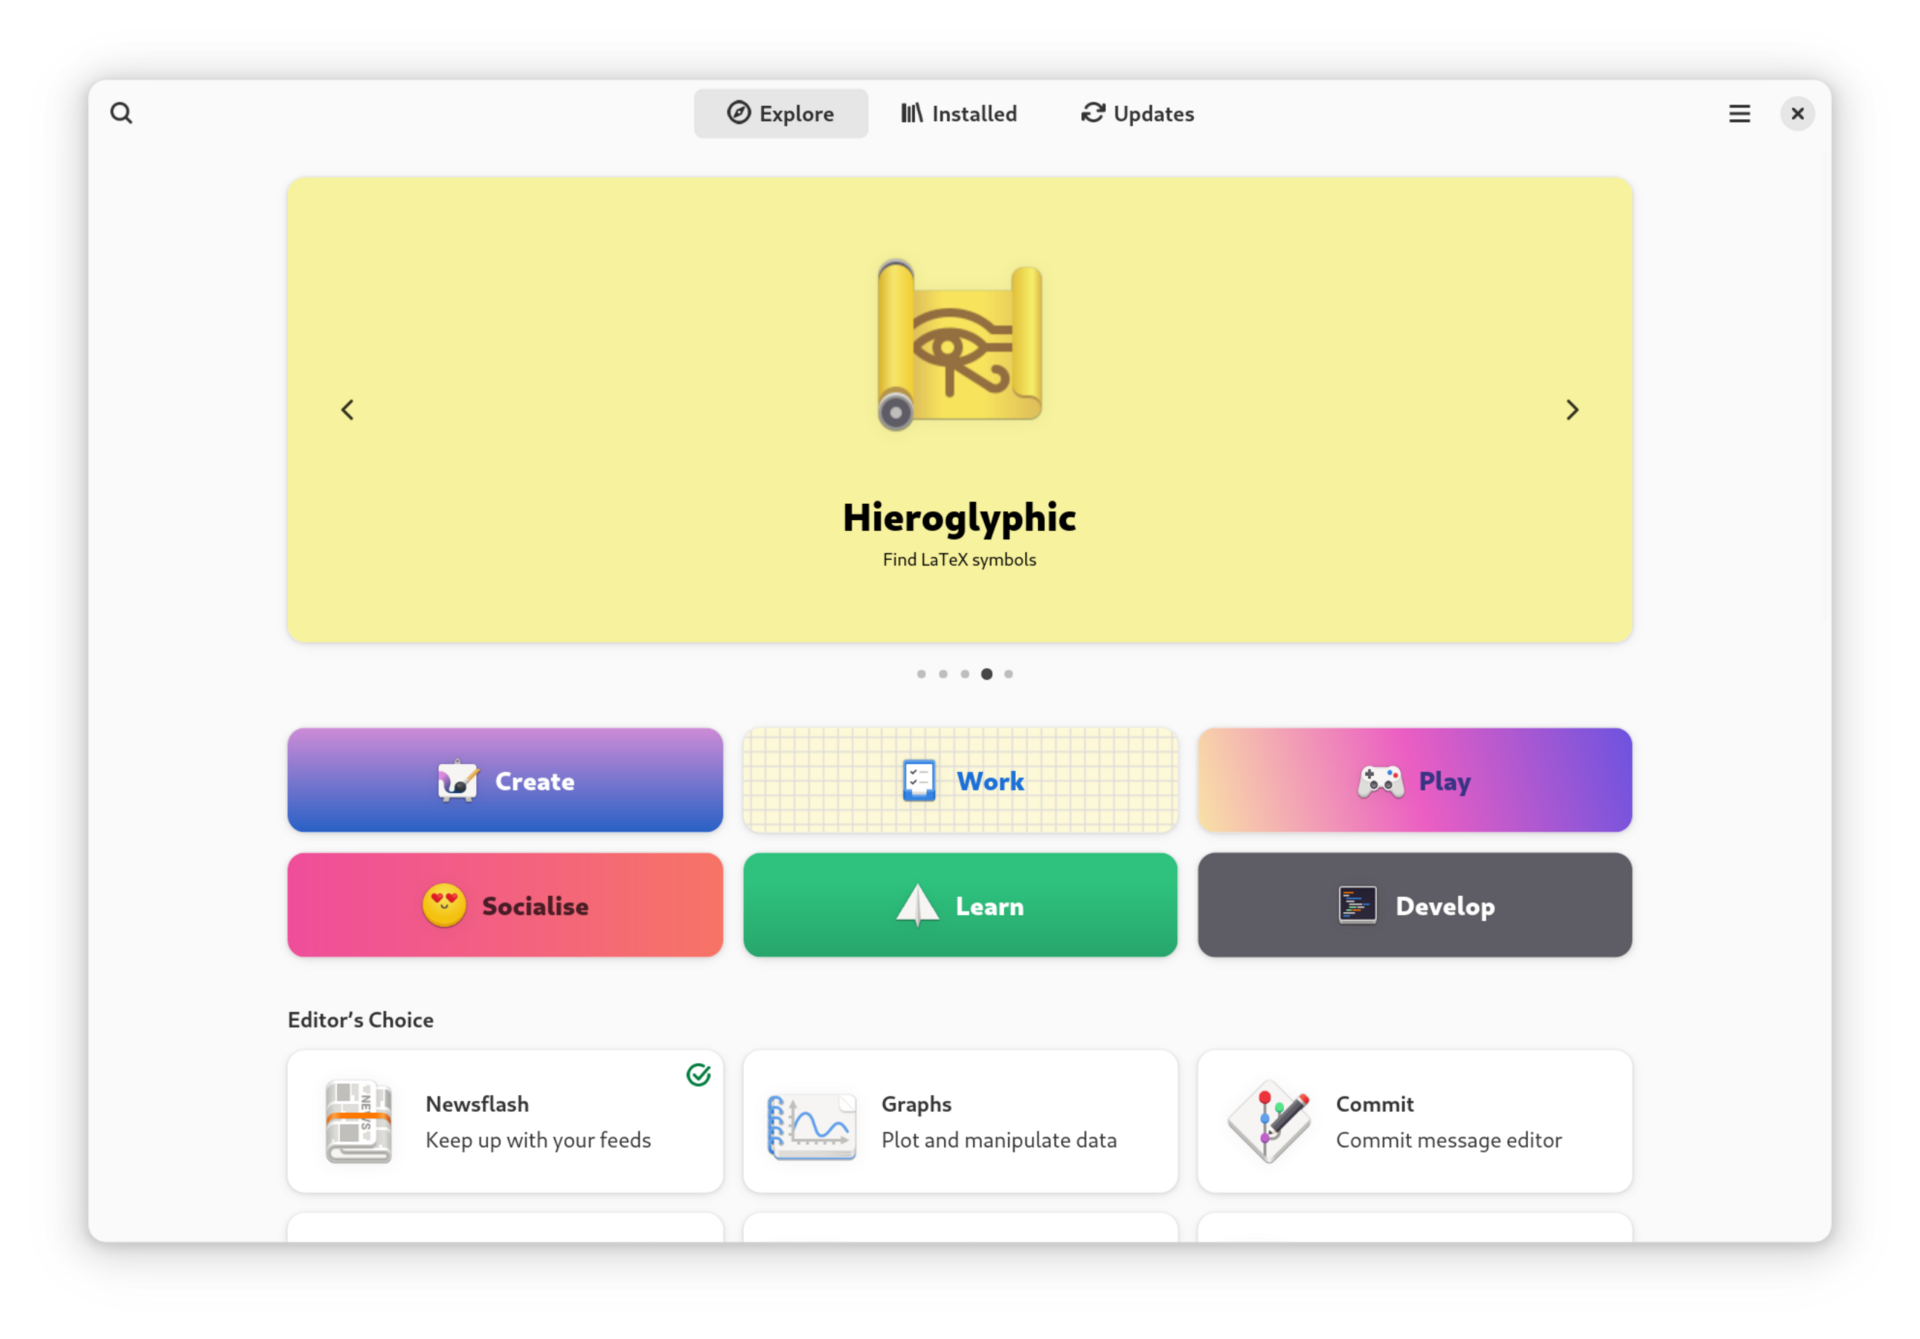 Explore
Installed
Updates
Hieroglyphic
Find LaTeX symbols
Create
Work
Play
Socialise
Learn
Develop
Editor’s Choice
NEWS
Newsflash
Keep up with your feeds
Graphs
Plot and manipulate data
Commit
Commit message editor